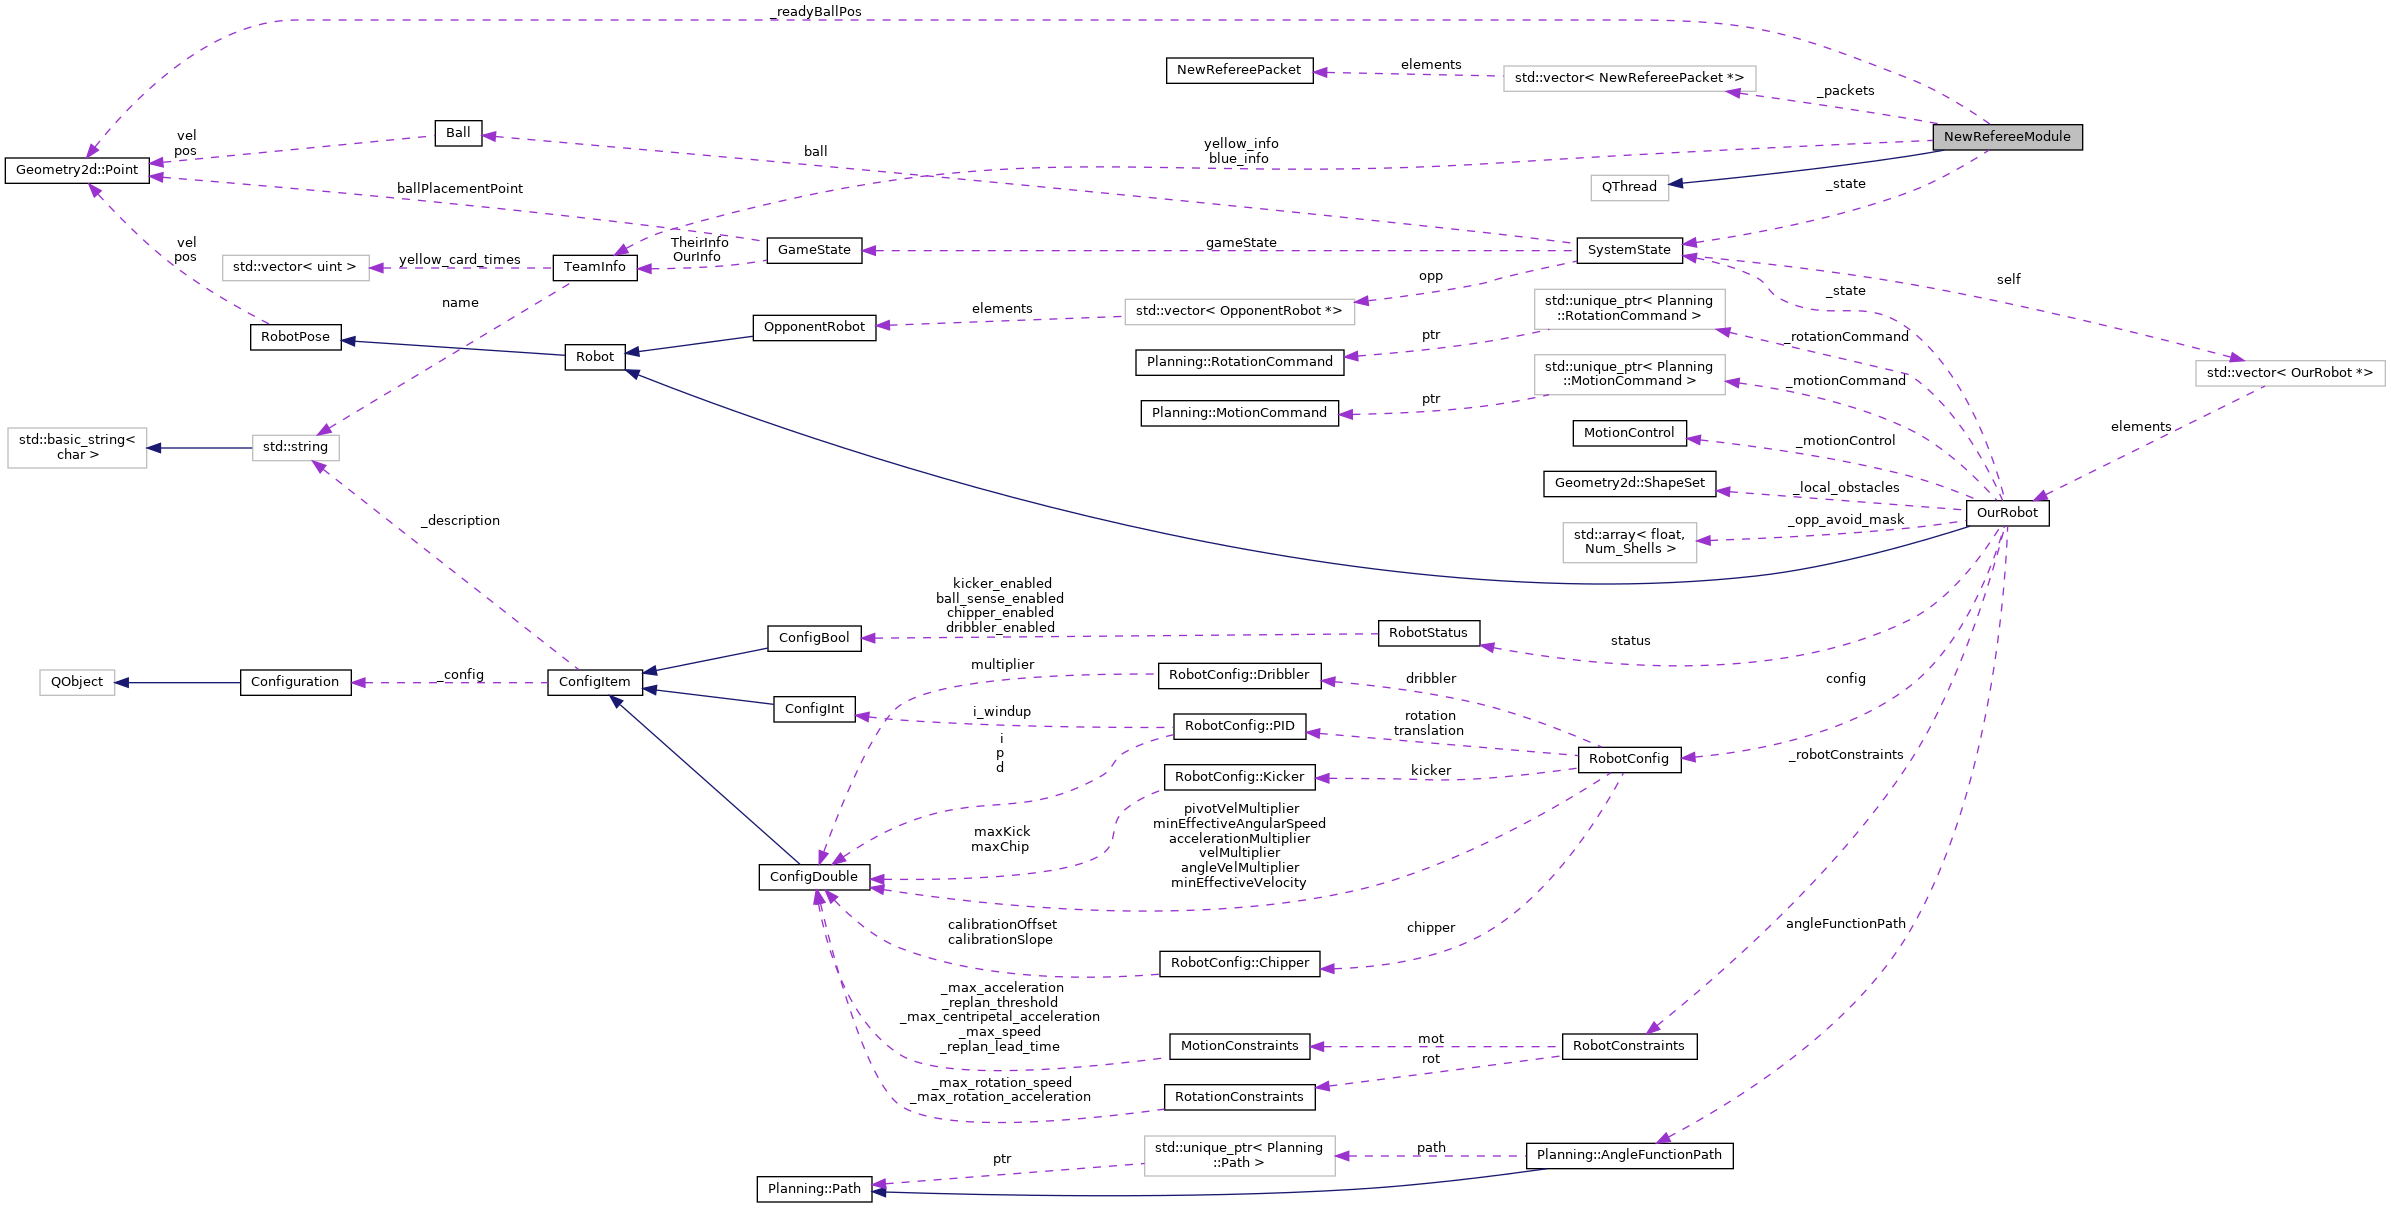 _readyBallPos
NewRefereePacket
elements
std::vector< NewRefereePacket *>
_packets
NewRefereeModule
Ball
vel
pos
ball
yellow_info
blue_info
Geometry2d::Point
QThread
_state
ballPlacementPoint
vel
pos
TheirInfo
OurInfo
GameState
gameState
SystemState
std::vector< uint >
yellow_card_times
TeamInfo
opp
self
name
elements
std::vector< OpponentRobot *>
std::unique_ptr< Planning
::RotationCommand >
_state
RobotPose
Robot
OpponentRobot
ptr
_rotationCommand
Planning::RotationCommand
std::unique_ptr< Planning
::MotionCommand >
_motionCommand
std::vector< OurRobot *>
ptr
Planning::MotionCommand
std::basic_string<
char >
std::string
MotionControl
_motionControl
elements
Geometry2d::ShapeSet
_local_obstacles
OurRobot
_description
std::array< float,
Num_Shells >
_opp_avoid_mask
kicker_enabled
ball_sense_enabled
chipper_enabled
dribbler_enabled
ConfigBool
RobotStatus
status
QObject
Configuration
_config
ConfigItem
multiplier
RobotConfig::Dribbler
dribbler
config
ConfigInt
i_windup
RobotConfig::PID
rotation
translation
i
p
d
RobotConfig::Kicker
kicker
RobotConfig
_robotConstraints
maxKick
maxChip
pivotVelMultiplier
minEffectiveAngularSpeed
accelerationMultiplier
velMultiplier
angleVelMultiplier
minEffectiveVelocity
ConfigDouble
calibrationOffset
calibrationSlope
chipper
angleFunctionPath
RobotConfig::Chipper
_max_acceleration
_replan_threshold
_max_centripetal_acceleration
_max_speed
_replan_lead_time
MotionConstraints
mot
rot
RobotConstraints
_max_rotation_speed
_max_rotation_acceleration
RotationConstraints
std::unique_ptr< Planning
::Path >
path
Planning::AngleFunctionPath
ptr
Planning::Path